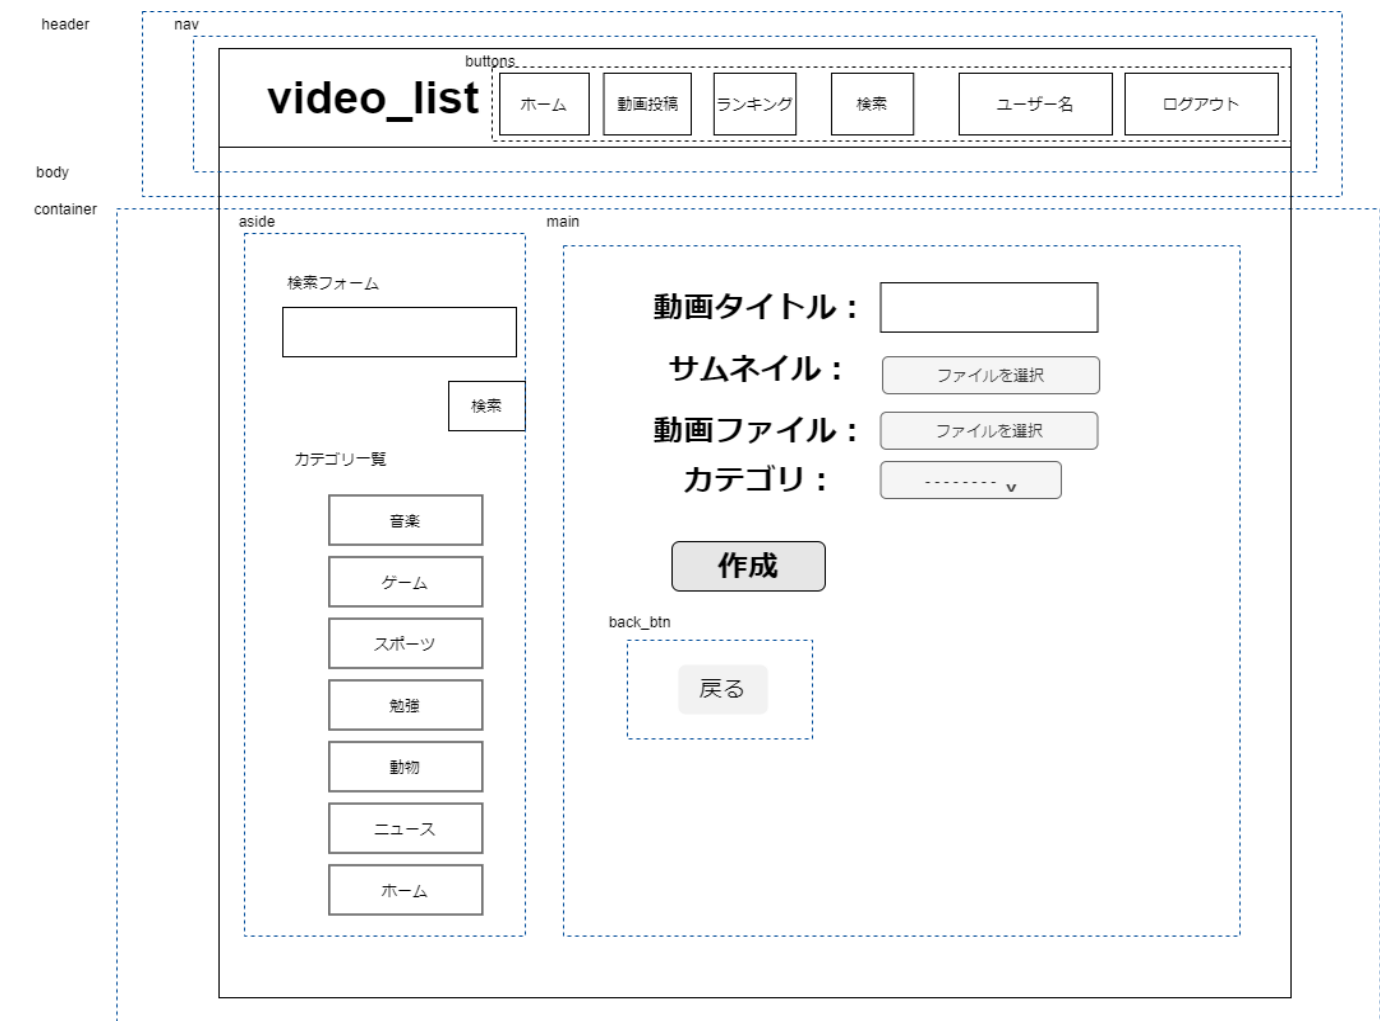 header
nav
buttons
video_list
ホーム
動画投稿
ランキング
検索
ユーザー名
ログアウト
body
container
aside
main
検索フォーム
検索
カテゴリ一覧
音楽
ゲーム
スポーツ
勉強
動物
ニュース
ホーム
動画タイトル：
サムネイル：
ファイルを選択
動画ファイル：
ファイルを選択
カテゴリ：
-------- v
作成
back_btn
戻る